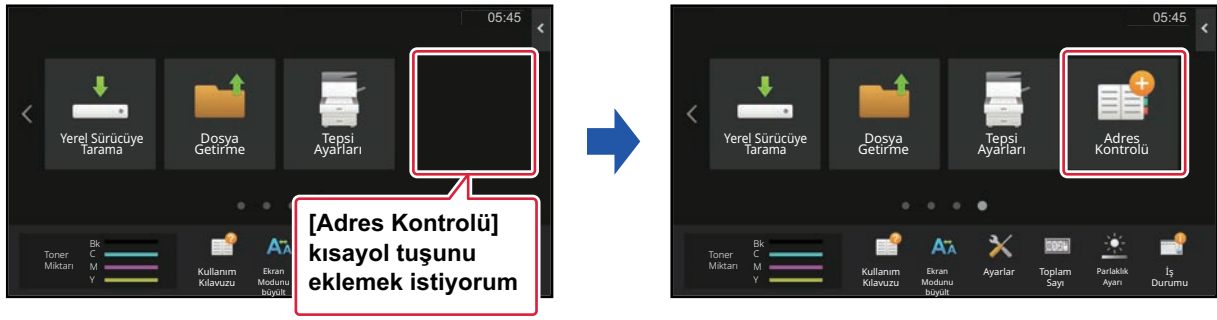 05:45
Yerel Sürücüye
Tarama
Dosya
Getirme
Tepsi
Ayarları
[Adres Kontrolü]
kısayol tuşunu
eklemek istiyorum
Toner
Miktarı
Bk
C
M
Y
Kullanım
Kılavuzu
Ekran
Modunu
büyült
05:45
Yerel Sürücüye
Tarama
Dosya
Getirme
Tepsi
Ayarları
Adres
Kontrolü
Toner
Miktarı
Bk
C
M
Y
Kullanım
Kılavuzu
Ekran
Modunu
büyült
Ayarlar
Toplam
Sayı
Parlaklık
Ayarı
İş
Durumu